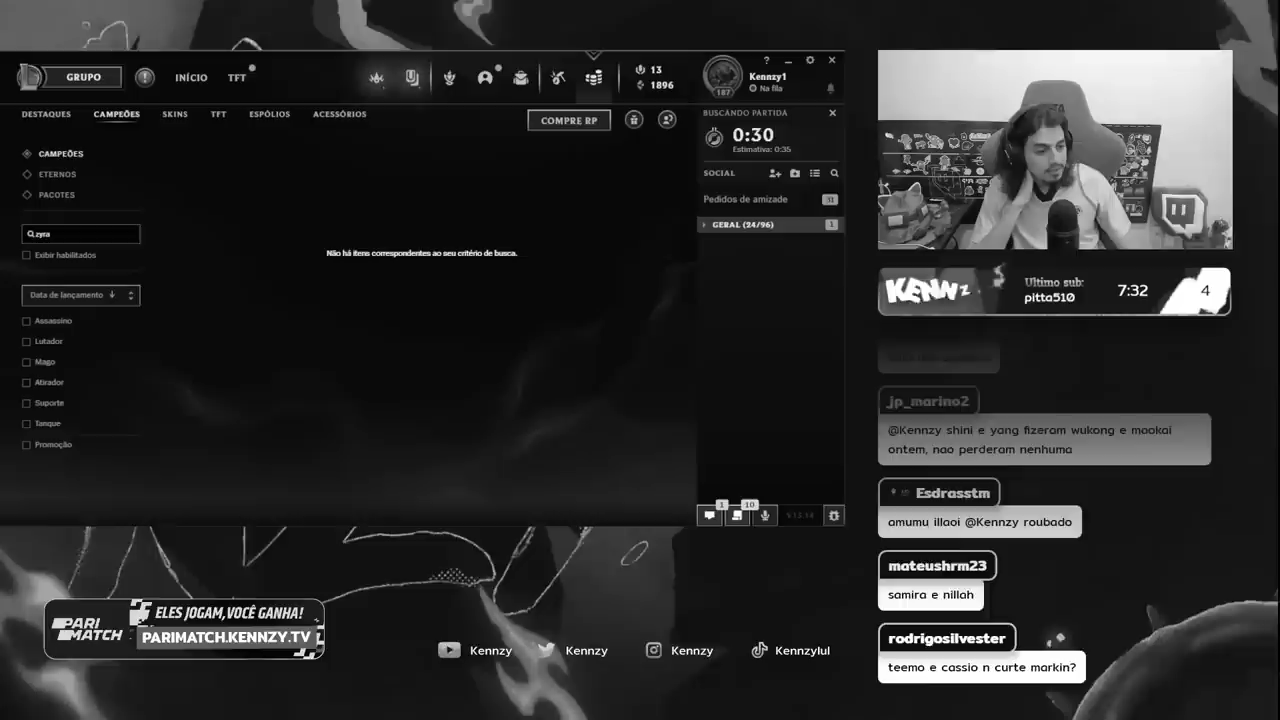 GRUPO
INÍCIO
TFT
13
1896
187
Kennzy1
Na fila
?
DESTAQUES
CAMPEÕES
SKINS
TFT
ESPÓLIOS
ACESSÓRIOS
COMPRE RP
CAMPEÕES
ETERNOS
PACOTES
zyra
Exibir habilitados
Data de lançamento
Assassino
Lutador
Mago
Atirador
Suporte
Tanque
Promoção
Não há itens correspondentes ao seu critério de busca.
BUSCANDO PARTIDA
0:30
Estimativa: 0:35
SOCIAL
Pedidos de amizade 31
GERAL (24/96) 1
1
10
KENNZ
Ultimo sub:
pitta510
7:32
4
jp_marino2
@Kennzy shini e yang fizeram wukong e maokai
ontem, nao perderam nenhuma
Esdrasstm
amumu illaoi @Kennzy roubado
mateushrm23
samira e nillah
rodrigosilvester
teemo e cassio n curte markin?
PARI
MATCH
ELES JOGAM, VOCÊ GANHA!
PARIMATCH.KENNZY.TV
Kennzy
Kennzy
Kennzy
Kennzylul